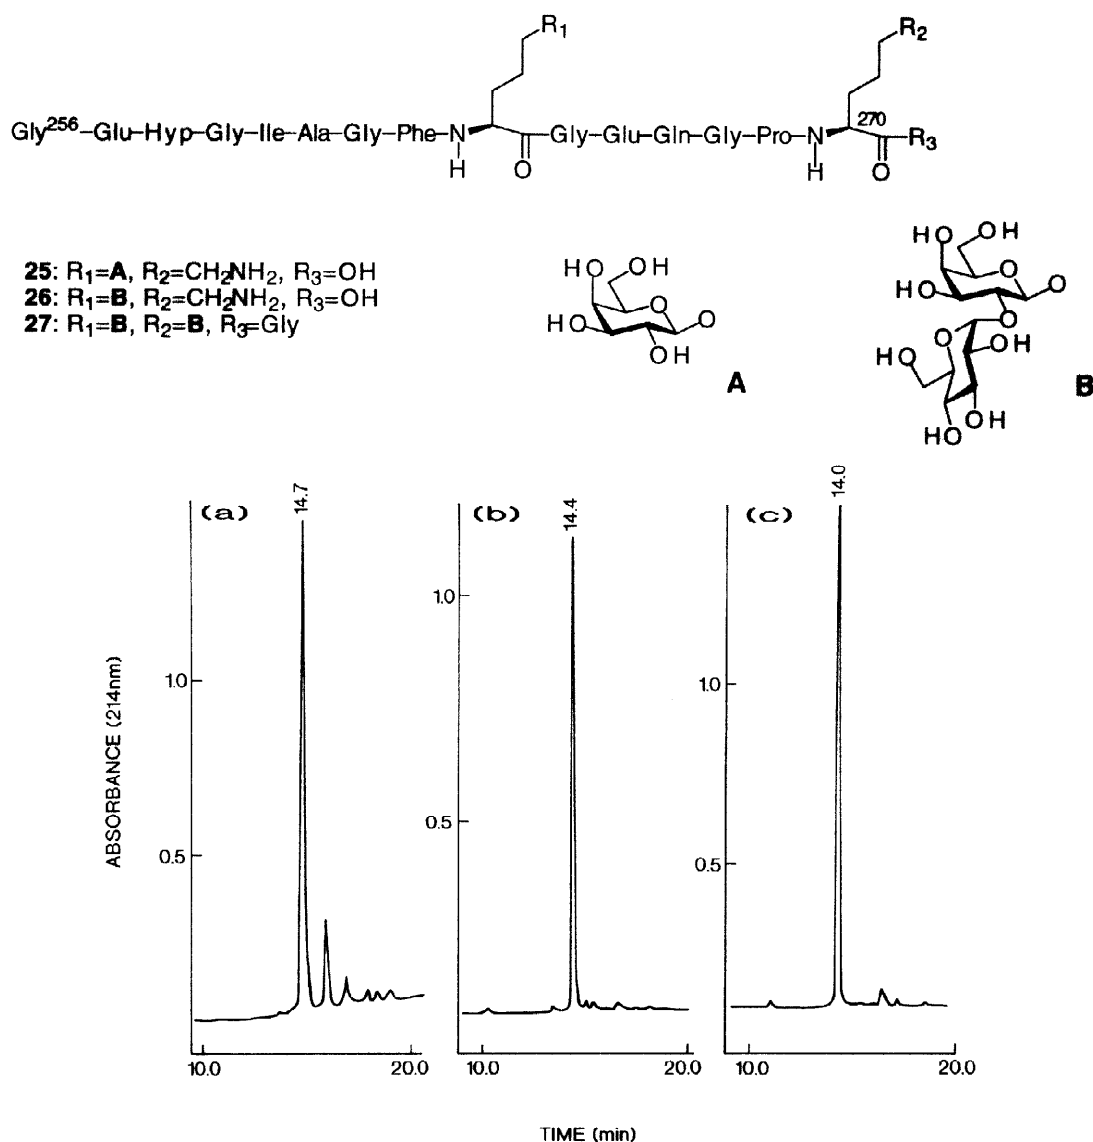 R₁
R₂
Gly²⁵⁶–Glu–Hyp–Gly–Ile–Ala–Gly–Phe–N
H
O
Gly–Glu–Gln–Gly–Pro–N
H
270
O
R₃
25: R₁=A, R₂=CH₂NH₂, R₃=OH
26: R₁=B, R₂=CH₂NH₂, R₃=OH
27: R₁=B, R₂=B, R₃=Gly
HO
OH
O
HO
O
OH
A
HO
OH
O
HO
O
O
O
OH
HO
OH
HO
B
(a)
14.7
(b)
14.4
(c)
14.0
1.0
0.5
1.0
0.5
1.0
0.5
ABSORBANCE (214nm)
10.0
20.0
10.0
20.0
10.0
20.0
TIME (min)